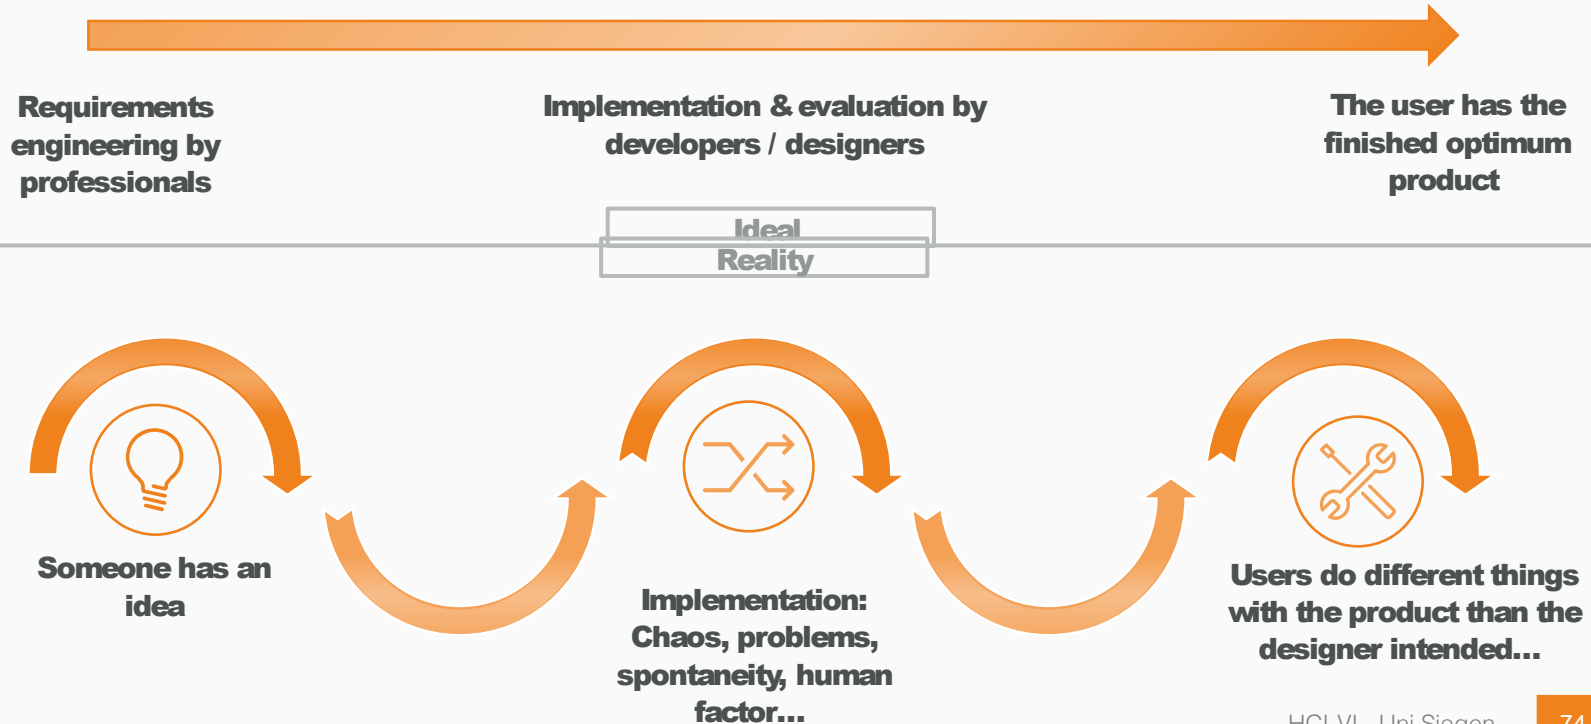 Requirements
engineering by
professionals
Implementation & evaluation by
developers / designers
The user has the
finished optimum
product
Ideal
Reality
Someone has an
idea
Implementation:
Chaos, problems,
spontaneity, human
factor...
Users do different things
with the product than the
designer intended...
HCI VL Uni Siegen
74